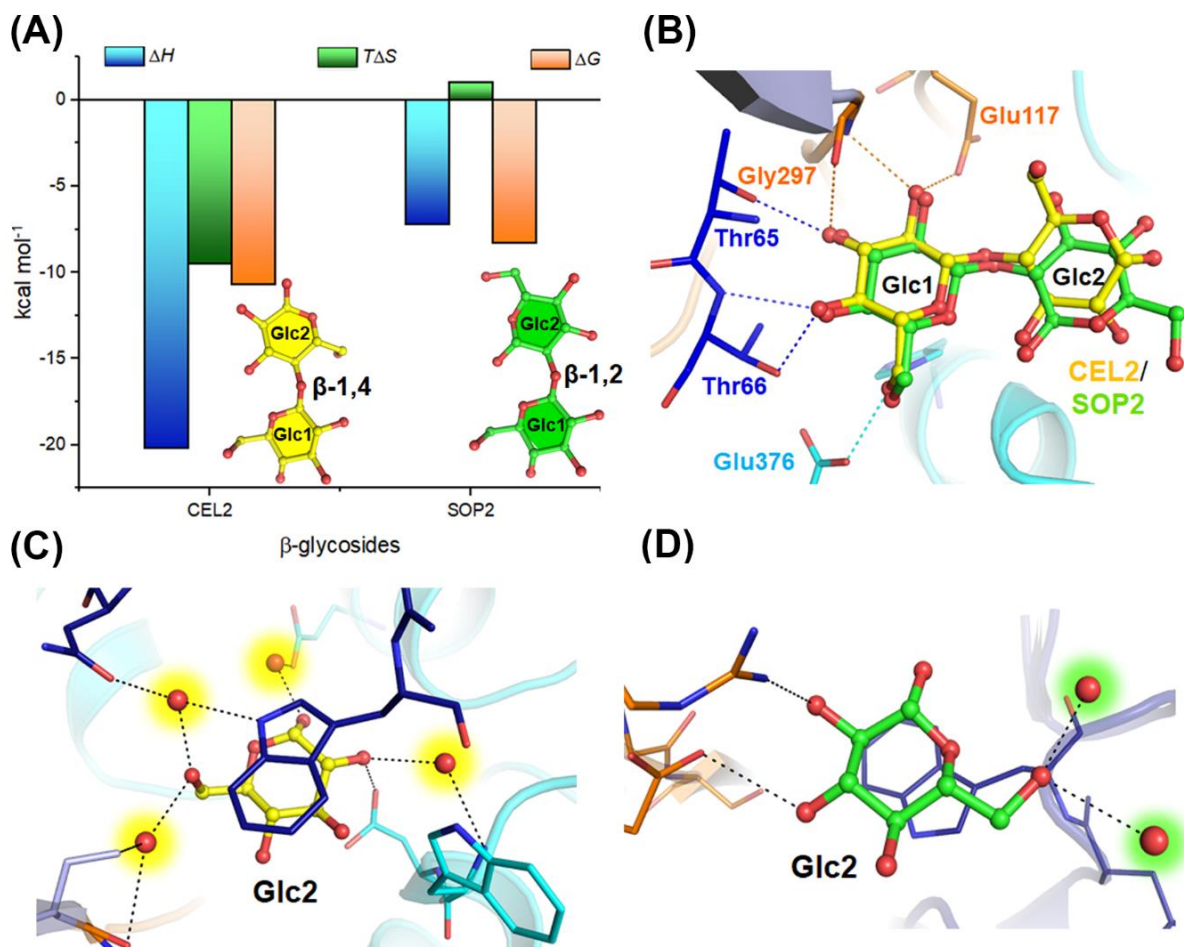 (A)
ΔH
TΔS
ΔG
0
-5
-10
-15
-20
kcal mol⁻¹
Glc2
β-1,4
Glc1
Glc2
β-1,2
Glc1
CEL2
SOP2
β-glycosides
(B)
Glu117
Gly297
Thr65
Glc1
Glc2
Thr66
CEL2/
SOP2
Glu376
(C)
Glc2
(D)
Glc2